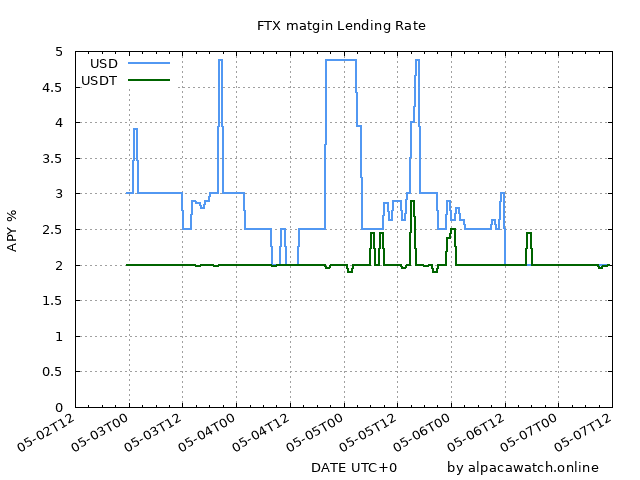 FTX matgin Lending Rate
USD
USDT
5
4.5
4
3.5
3
2.5
2
1.5
1
0.5
0
APY %
05-02T12
05-03T00
05-03T12
05-04T00
05-04T12
05-05T00
05-05T12
05-06T00
05-06T12
05-07T00
05-07T12
DATE UTC+0
by alpacawatch.online